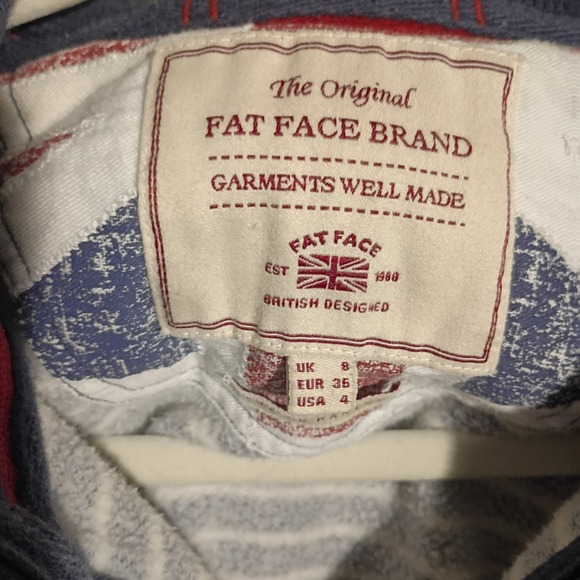 The Original
FAT FACE BRAND
GARMENTS WELL MADE
FAT FACE
EST 1988
BRITISH DESIGNED
UK 8
EUR 36
USA 4